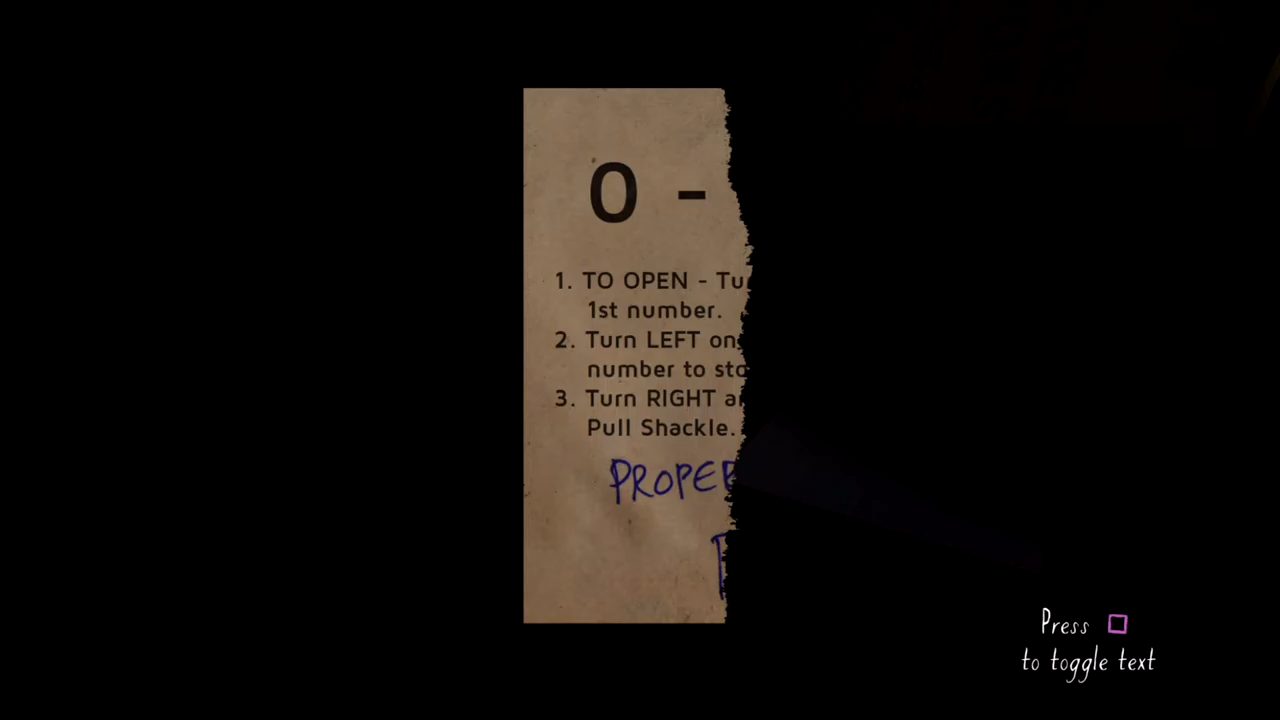 0 -
1. TO OPEN - Tu
1st number.
2. Turn LEFT on
number to sto
3. Turn RIGHT a
Pull Shackle.
PROPER
Press
to toggle text